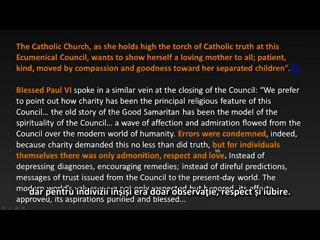 The Catholic Church, as she holds high the torch of Catholic truth at this
Ecumenical Council, wants to show herself a loving mother to all; patient,
kind, moved by compassion and goodness toward her separated children".
Blessed Paul VI spoke in a similar vein at the closing of the Council: "We prefer
to point out how charity has been the principal religious feature of this
Council… the old story of the Good Samaritan has been the model of the
spirituality of the Council… a wave of affection and admiration flowed from the
Council over the modern world of humanity. Errors were condemned, indeed,
because charity demanded this no less than did truth, but for individuals
themselves there was only admonition, respect and love. Instead of
depressing diagnoses, encouraging remedies; instead of direful predictions,
messages of trust issued from the Council to the present-day world. The
modern world's
dar pentru indivizii înșiși era doar observație, respect și iubire.
approved, its aspirations purified and blessed…